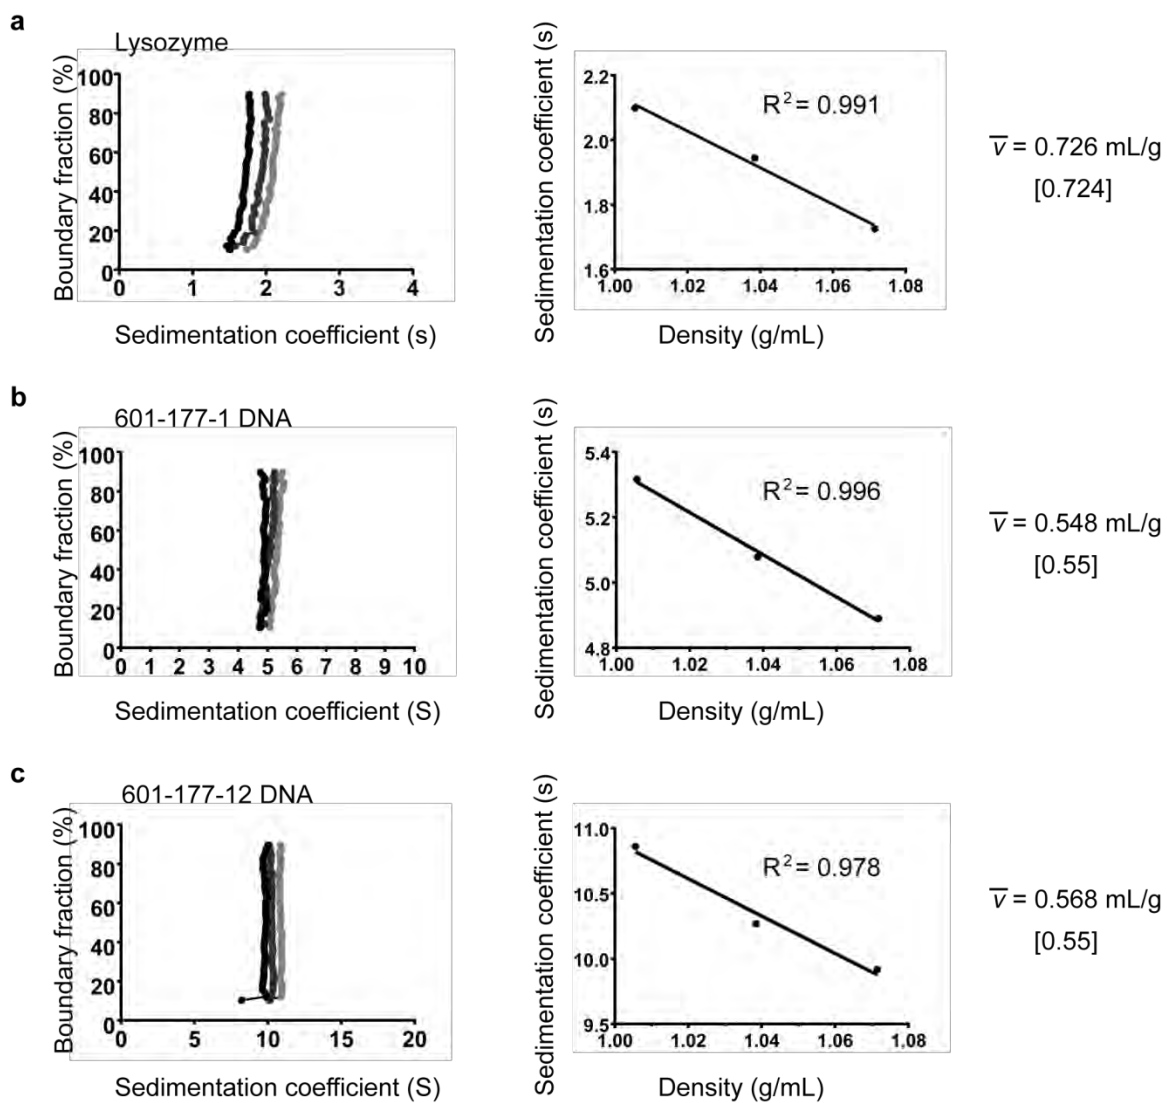 a
Lysozyme
Boundary fraction (%)
100
80
60
40
20
0
0 1 2 3 4
Sedimentation coefficient (s)
Sedimentation coefficient (s)
2.2
2.0
1.8
1.6
R² = 0.991
1.00 1.02 1.04 1.06 1.08
Density (g/mL)
v̅ = 0.726 mL/g
[0.724]
b
601-177-1 DNA
Boundary fraction (%)
100
80
60
40
20
0
0 1 2 3 4 5 6 7 8 9 10
Sedimentation coefficient (S)
Sedimentation coefficient (s)
5.4
5.2
5.0
4.8
R² = 0.996
1.00 1.02 1.04 1.06 1.08
Density (g/mL)
v̅ = 0.548 mL/g
[0.55]
c
601-177-12 DNA
Boundary fraction (%)
100
80
60
40
20
0
0 5 10 15 20
Sedimentation coefficient (S)
Sedimentation coefficient (s)
11.0
10.5
10.0
9.5
R² = 0.978
1.00 1.02 1.04 1.06 1.08
Density (g/mL)
v̅ = 0.568 mL/g
[0.55]